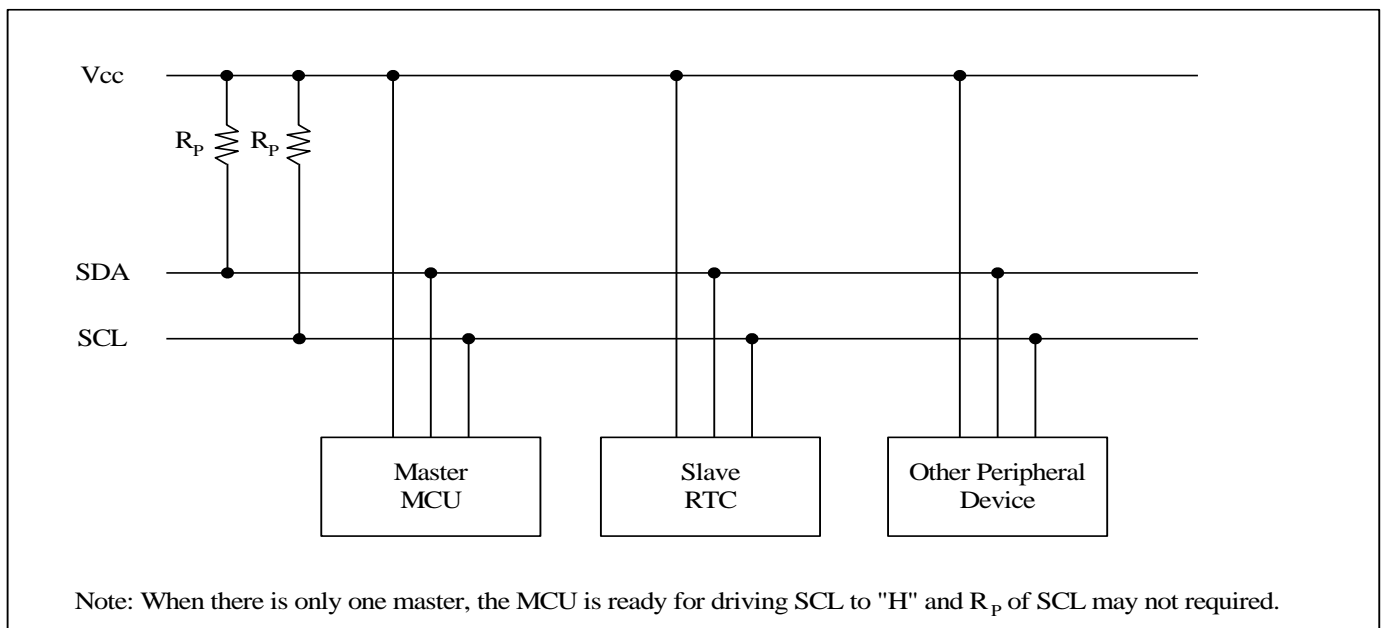 Vcc
R_P R_P
SDA
SCL
Master
MCU
Slave
RTC
Other Peripheral
Device
Note: When there is only one master, the MCU is ready for driving SCL to "H" and R_P of SCL may not required.